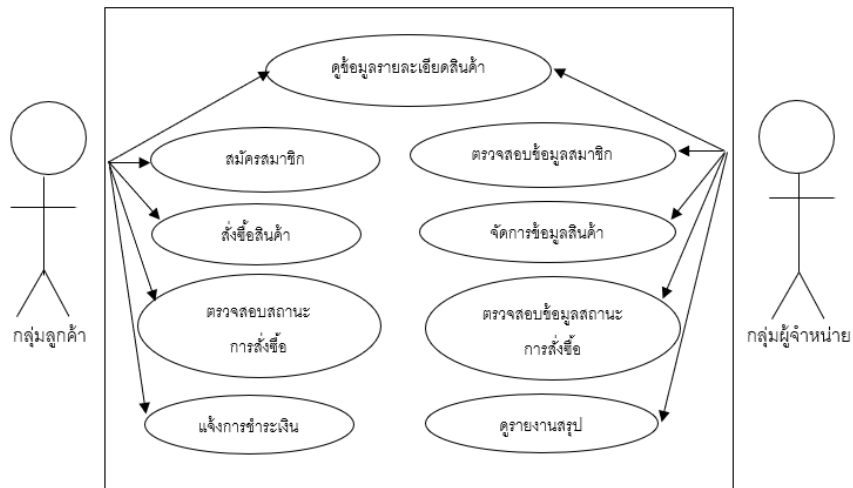 ดูข้อมูลรายละเอียดสินค้า
สมัครสมาชิก
ตรวจสอบข้อมูลสมาชิก
สั่งซื้อสินค้า
จัดการข้อมูลสินค้า
ตรวจสอบสถานะ
การสั่งซื้อ
ตรวจสอบข้อมูลสถานะ
การสั่งซื้อ
กลุ่มลูกค้า
กลุ่มผู้จำหน่าย
แจ้งการชำระเงิน
ดูรายงานสรุป